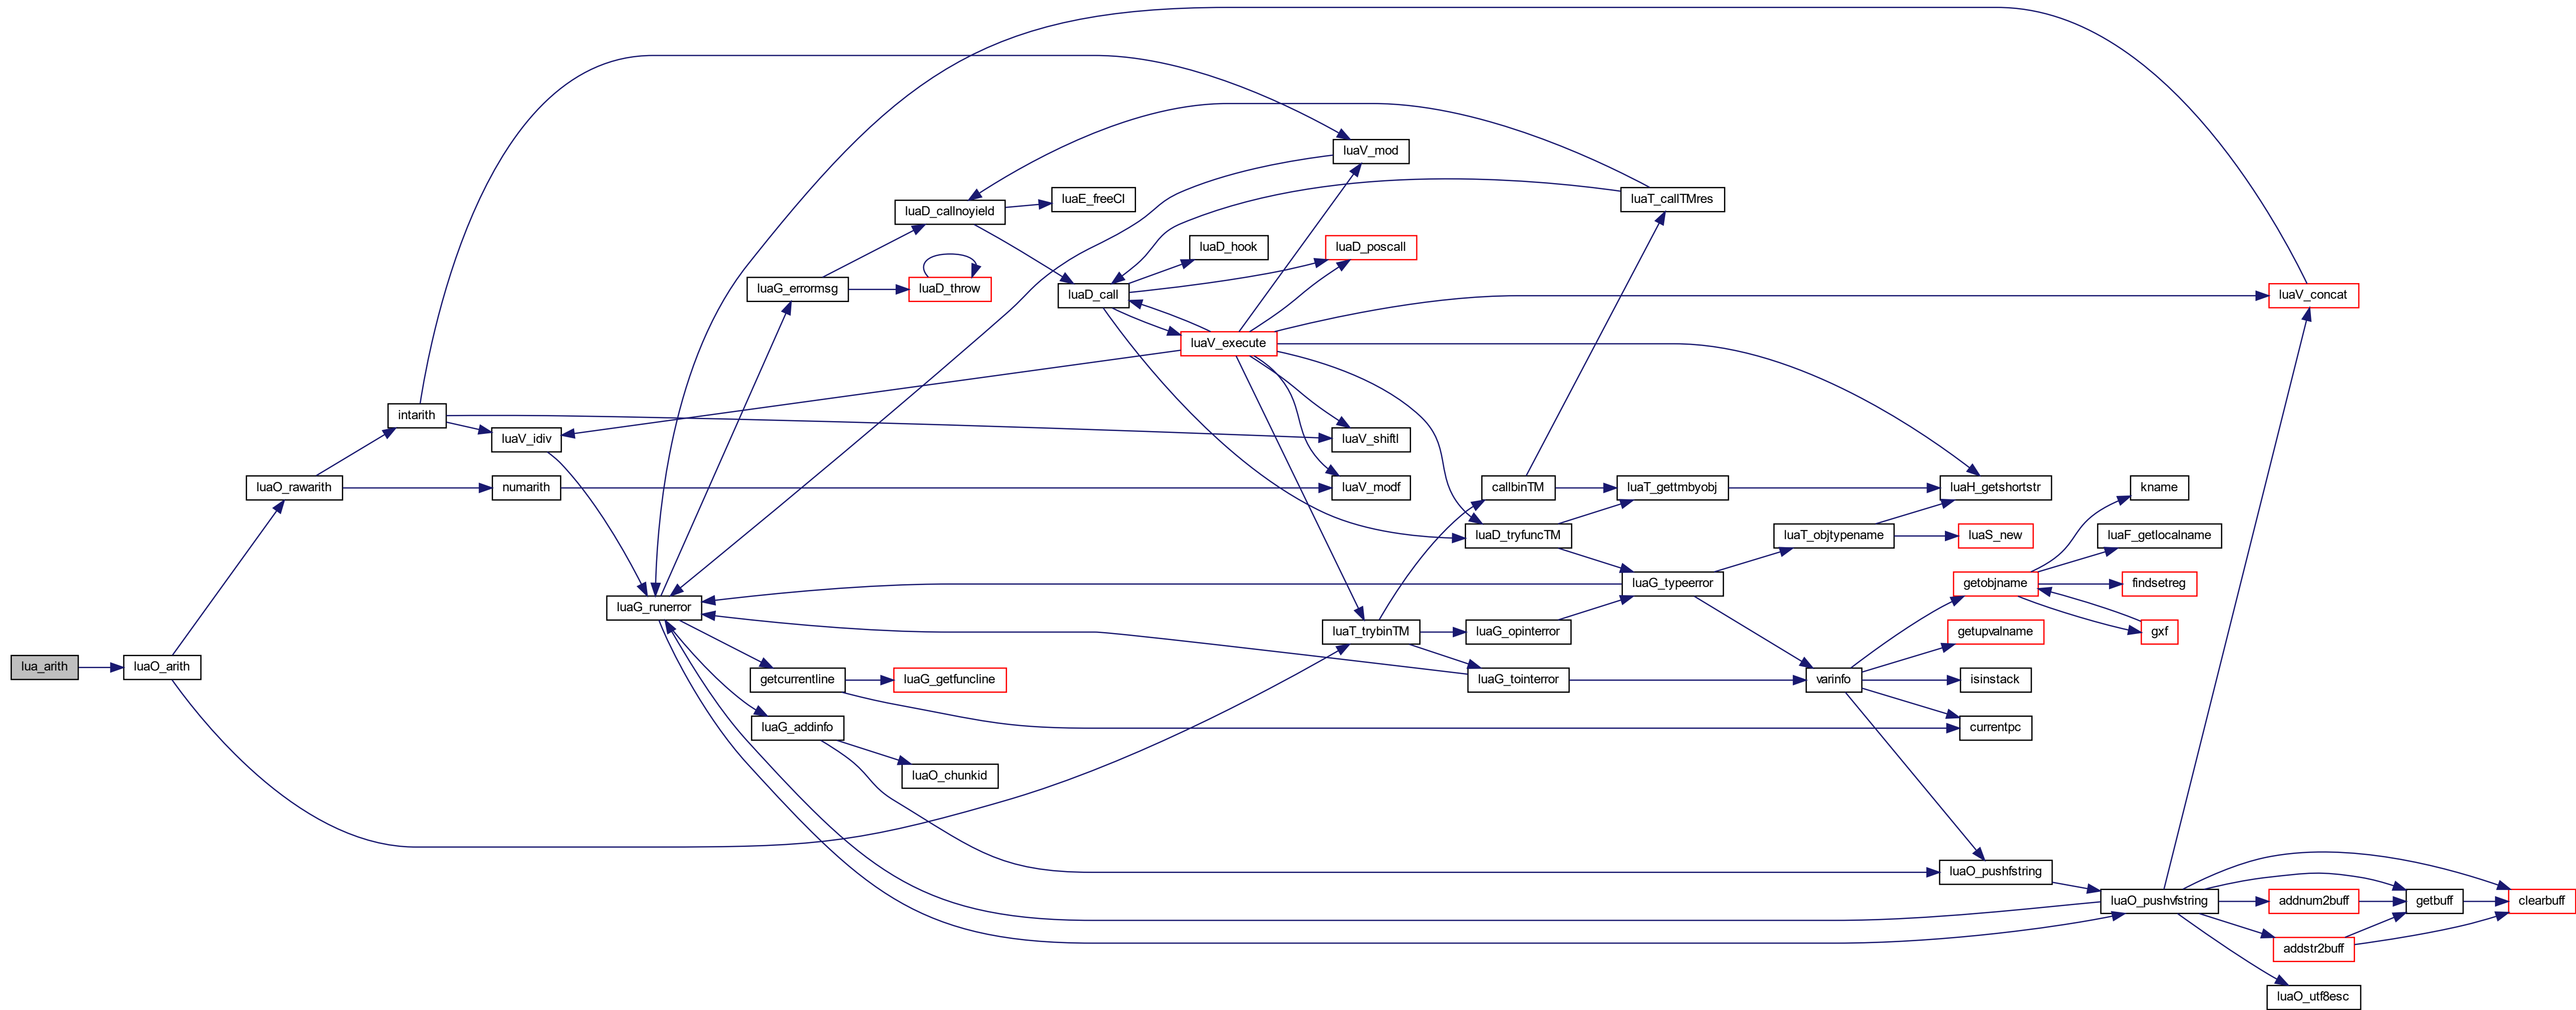 luaV_mod
luaD_callnoyield
luaE_freeCI
luaT_callTMres
luaD_hook
luaD_poscall
luaG_errormsg
luaD_throw
luaD_call
luaV_concat
luaV_execute
intarith
luaV_idiv
luaV_shiftl
luaO_rawarith
numarith
luaV_modf
callbinTM
luaT_gettmbyobj
luaH_getshortstr
kname
luaD_tryfuncTM
luaT_objtypename
luaS_new
luaF_getlocalname
luaG_runerror
luaG_typeerror
getobjname
findsetreg
luaT_trybinTM
luaG_opinterror
getupvalname
gxf
lua_arith
luaO_arith
getcurrentline
luaG_getfuncline
luaG_tointerror
varinfo
isinstack
luaG_addinfo
currentpc
luaO_chunkid
luaO_pushfstring
luaO_pushvfstring
addnum2buff
getbuff
clearbuff
addstr2buff
luaO_utf8esc